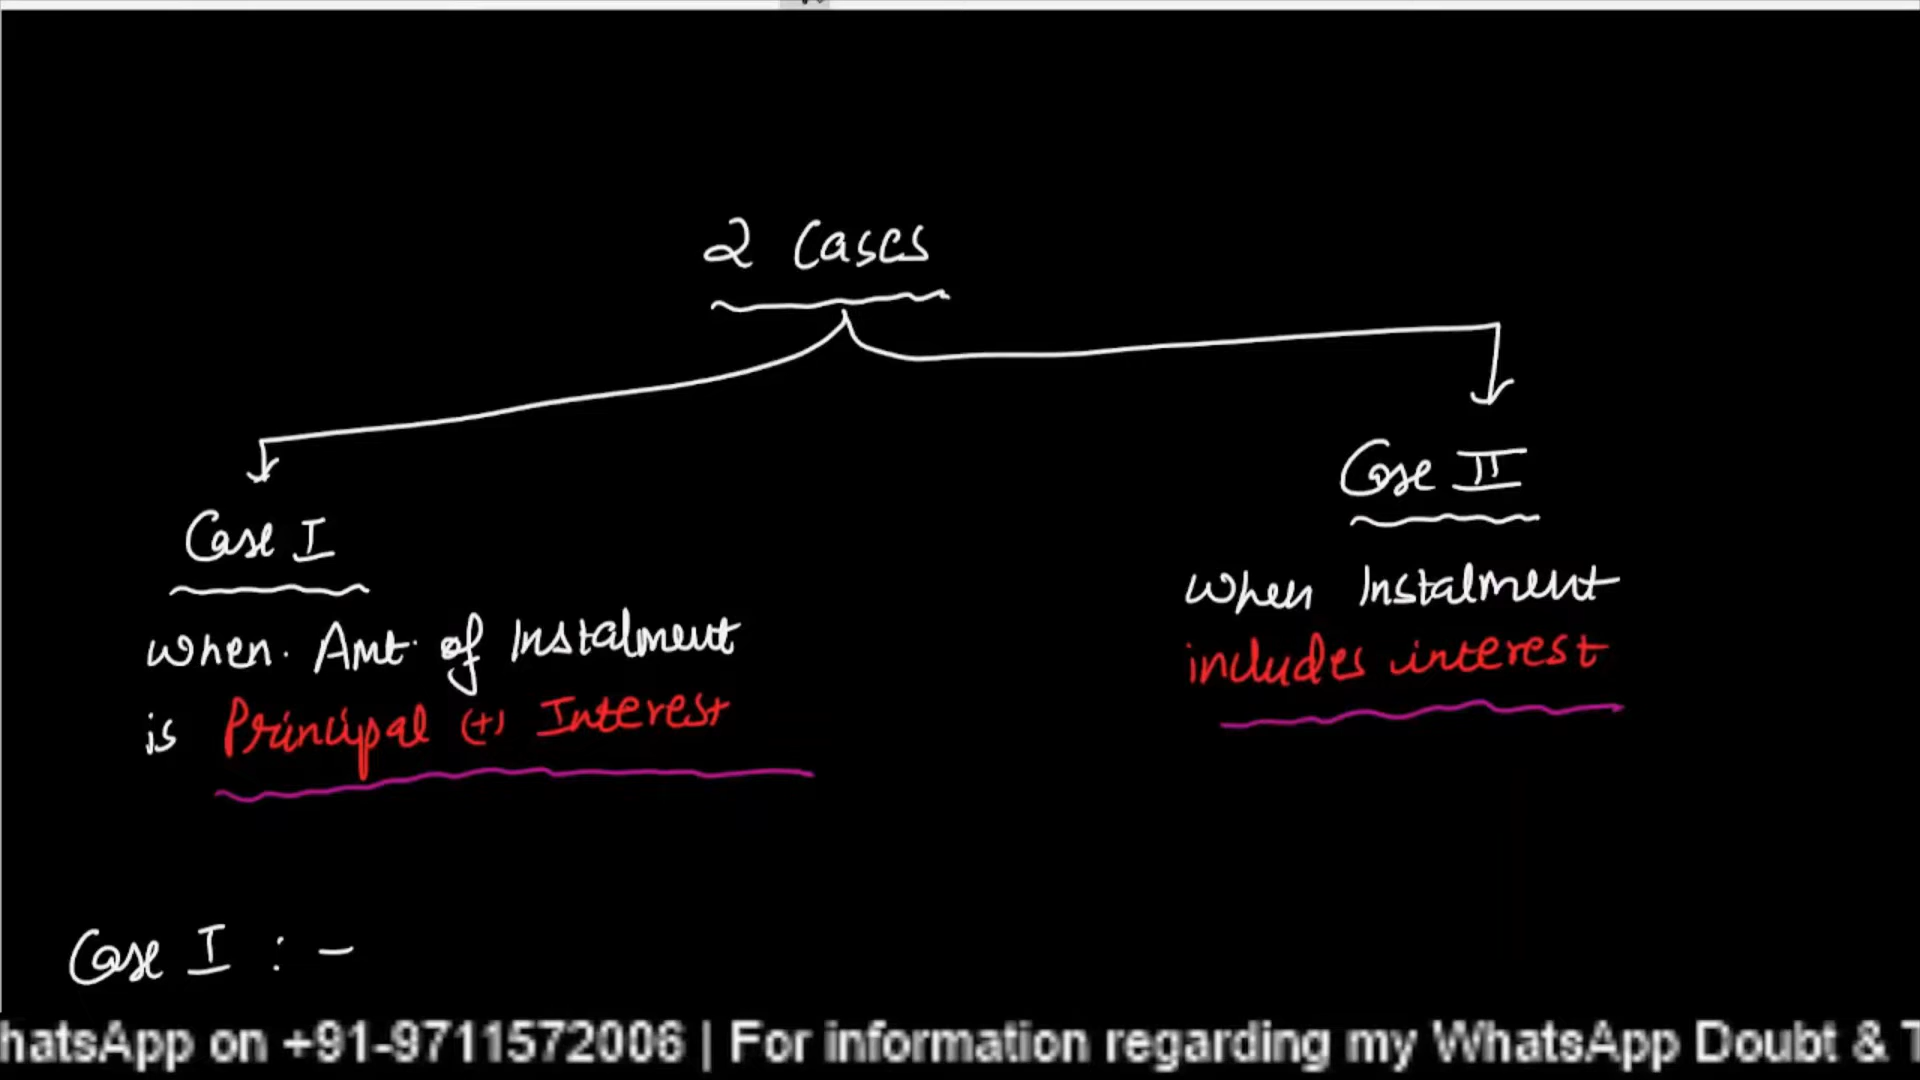 2 Cases
Case I
when. Amt. of Instalment
is Principal (+) Interest
Case II
when Instalment
includes interest
Case I : -
hatsApp on +91-9711572006 | For information regarding my WhatsApp Doubt & T